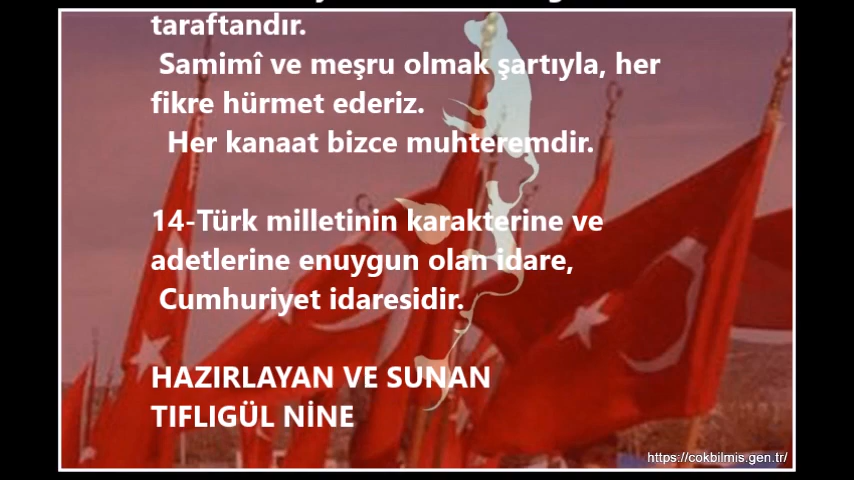 taraftandır.
Samimî ve meşru olmak şartıyla, her
fikre hürmet ederiz.
Her kanaat bizce muhteremdir.
14-Türk milletinin karakterine ve
adetlerine enuygun olan idare,
Cumhuriyet idaresidir.
HAZIRLAYAN VE SUNAN
TIFLIGÜL NİNE
https://cokbilmis.gen.tr/